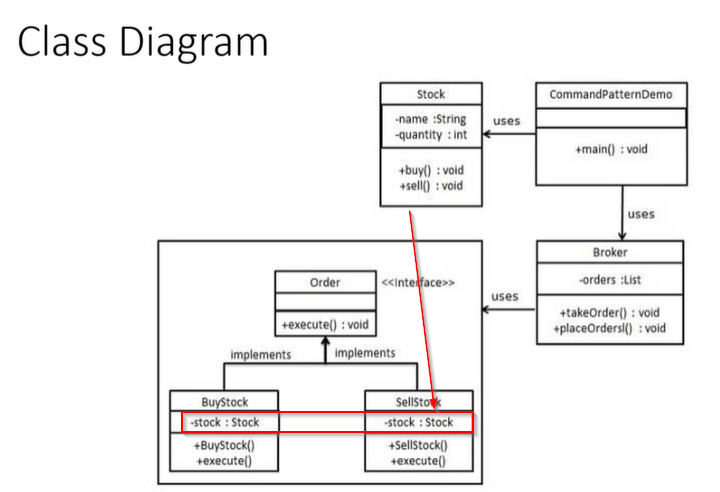 Class Diagram
Stock
-name :String
-quantity : int
+buy() : void
+sell() : void
uses
CommandPatternDemo
+main() : void
uses
Broker
-orders :List
+takeOrder() : void
+placeOrdersl() : void
uses
Order
<<Interface>>
+execute() : void
implements
implements
BuyStock
-stock : Stock
+BuyStock()
+execute()
SellStock
-stock : Stock
+SellStock()
+execute()